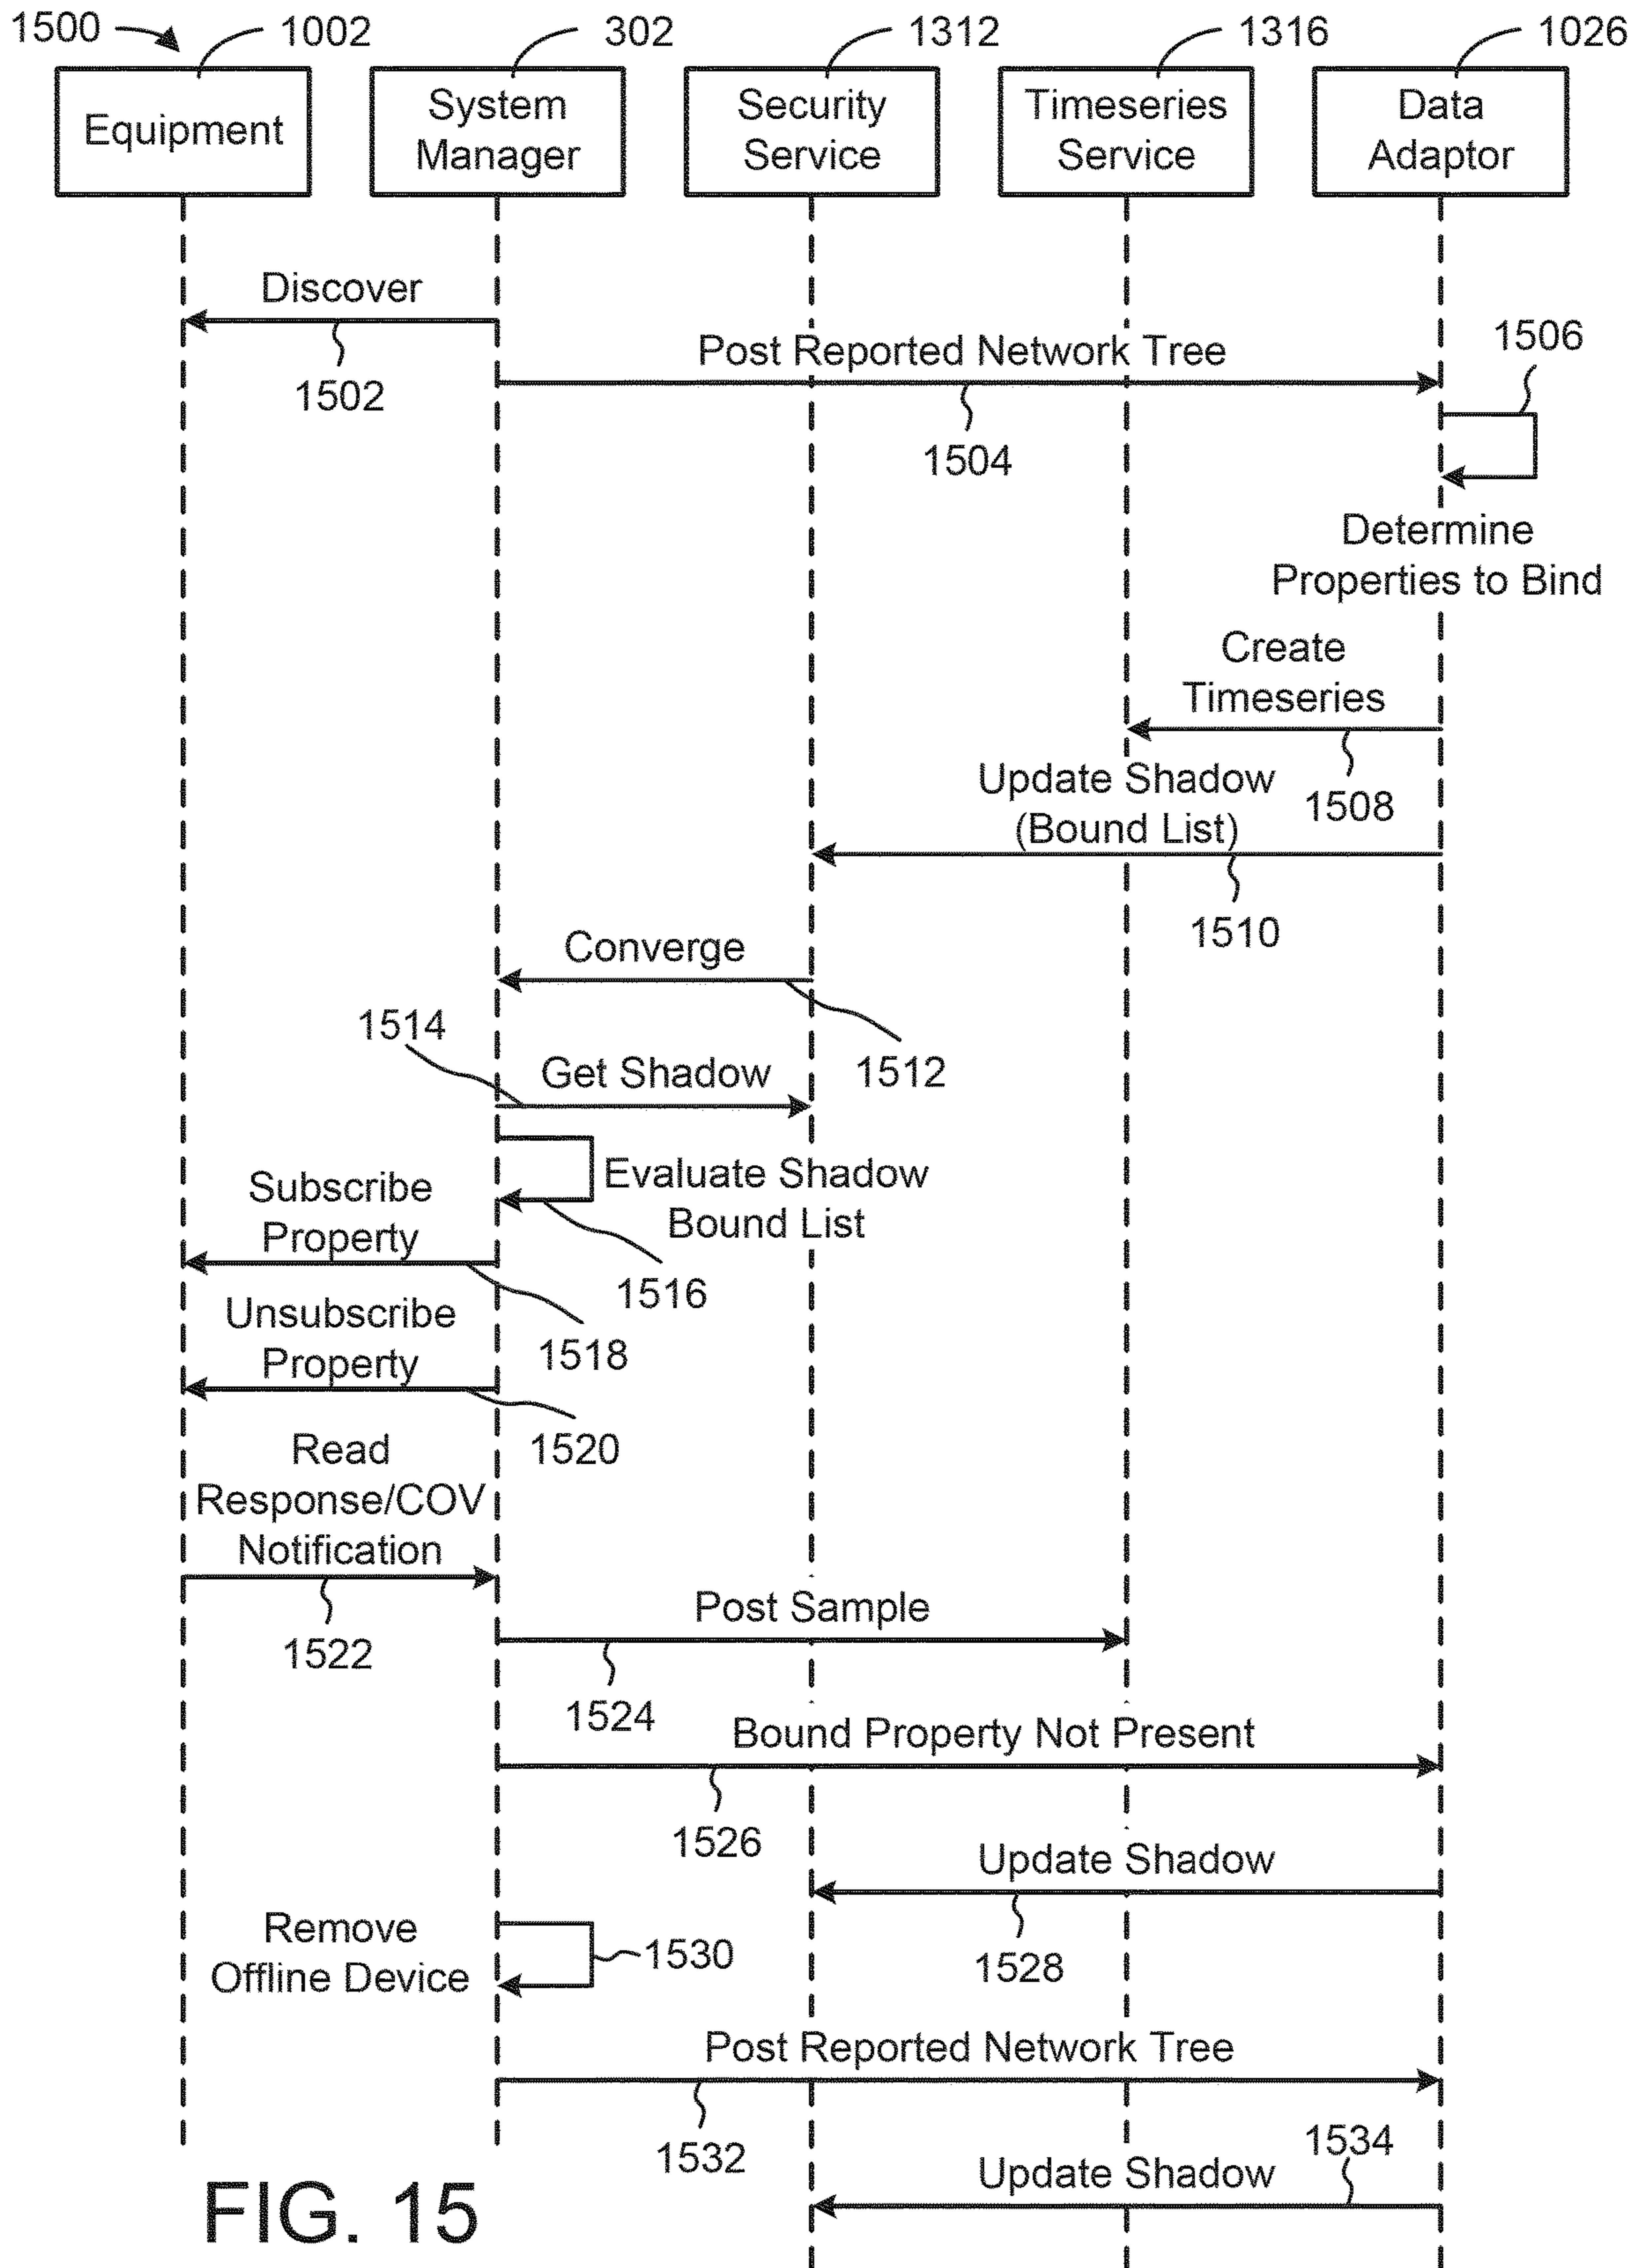 1500
1002
302
1312
1316
1026
Equipment
System
Manager
Security
Service
Timeseries
Service
Data
Adaptor
Discover
1502
Post Reported Network Tree
1504
1506
Determine
Properties to Bind
Create
Timeseries
1508
Update Shadow
(Bound List)
1510
Converge
1512
1514
Get Shadow
Evaluate Shadow
Bound List
1516
Subscribe
Property
1518
Unsubscribe
Property
1520
Read
Response/COV
Notification
1522
Post Sample
1524
Bound Property Not Present
1526
Update Shadow
1528
Remove
Offline Device
1530
Post Reported Network Tree
1532
Update Shadow
1534
FIG. 15